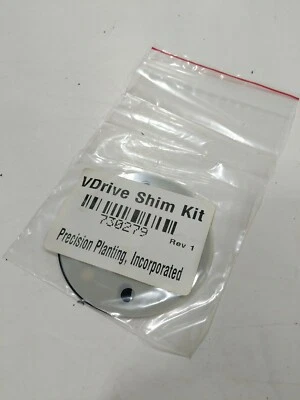 VDrive Shim Kit
730279
Rev 1
Precision Planting, Incorporated